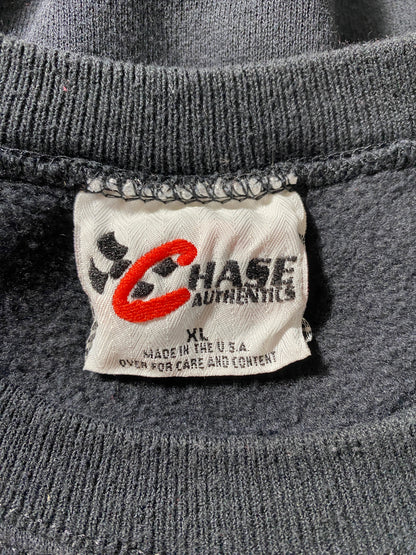 CHASE
AUTHENTICS
XL
MADE IN THE U.S.A.
OVER FOR CARE AND CONTENT